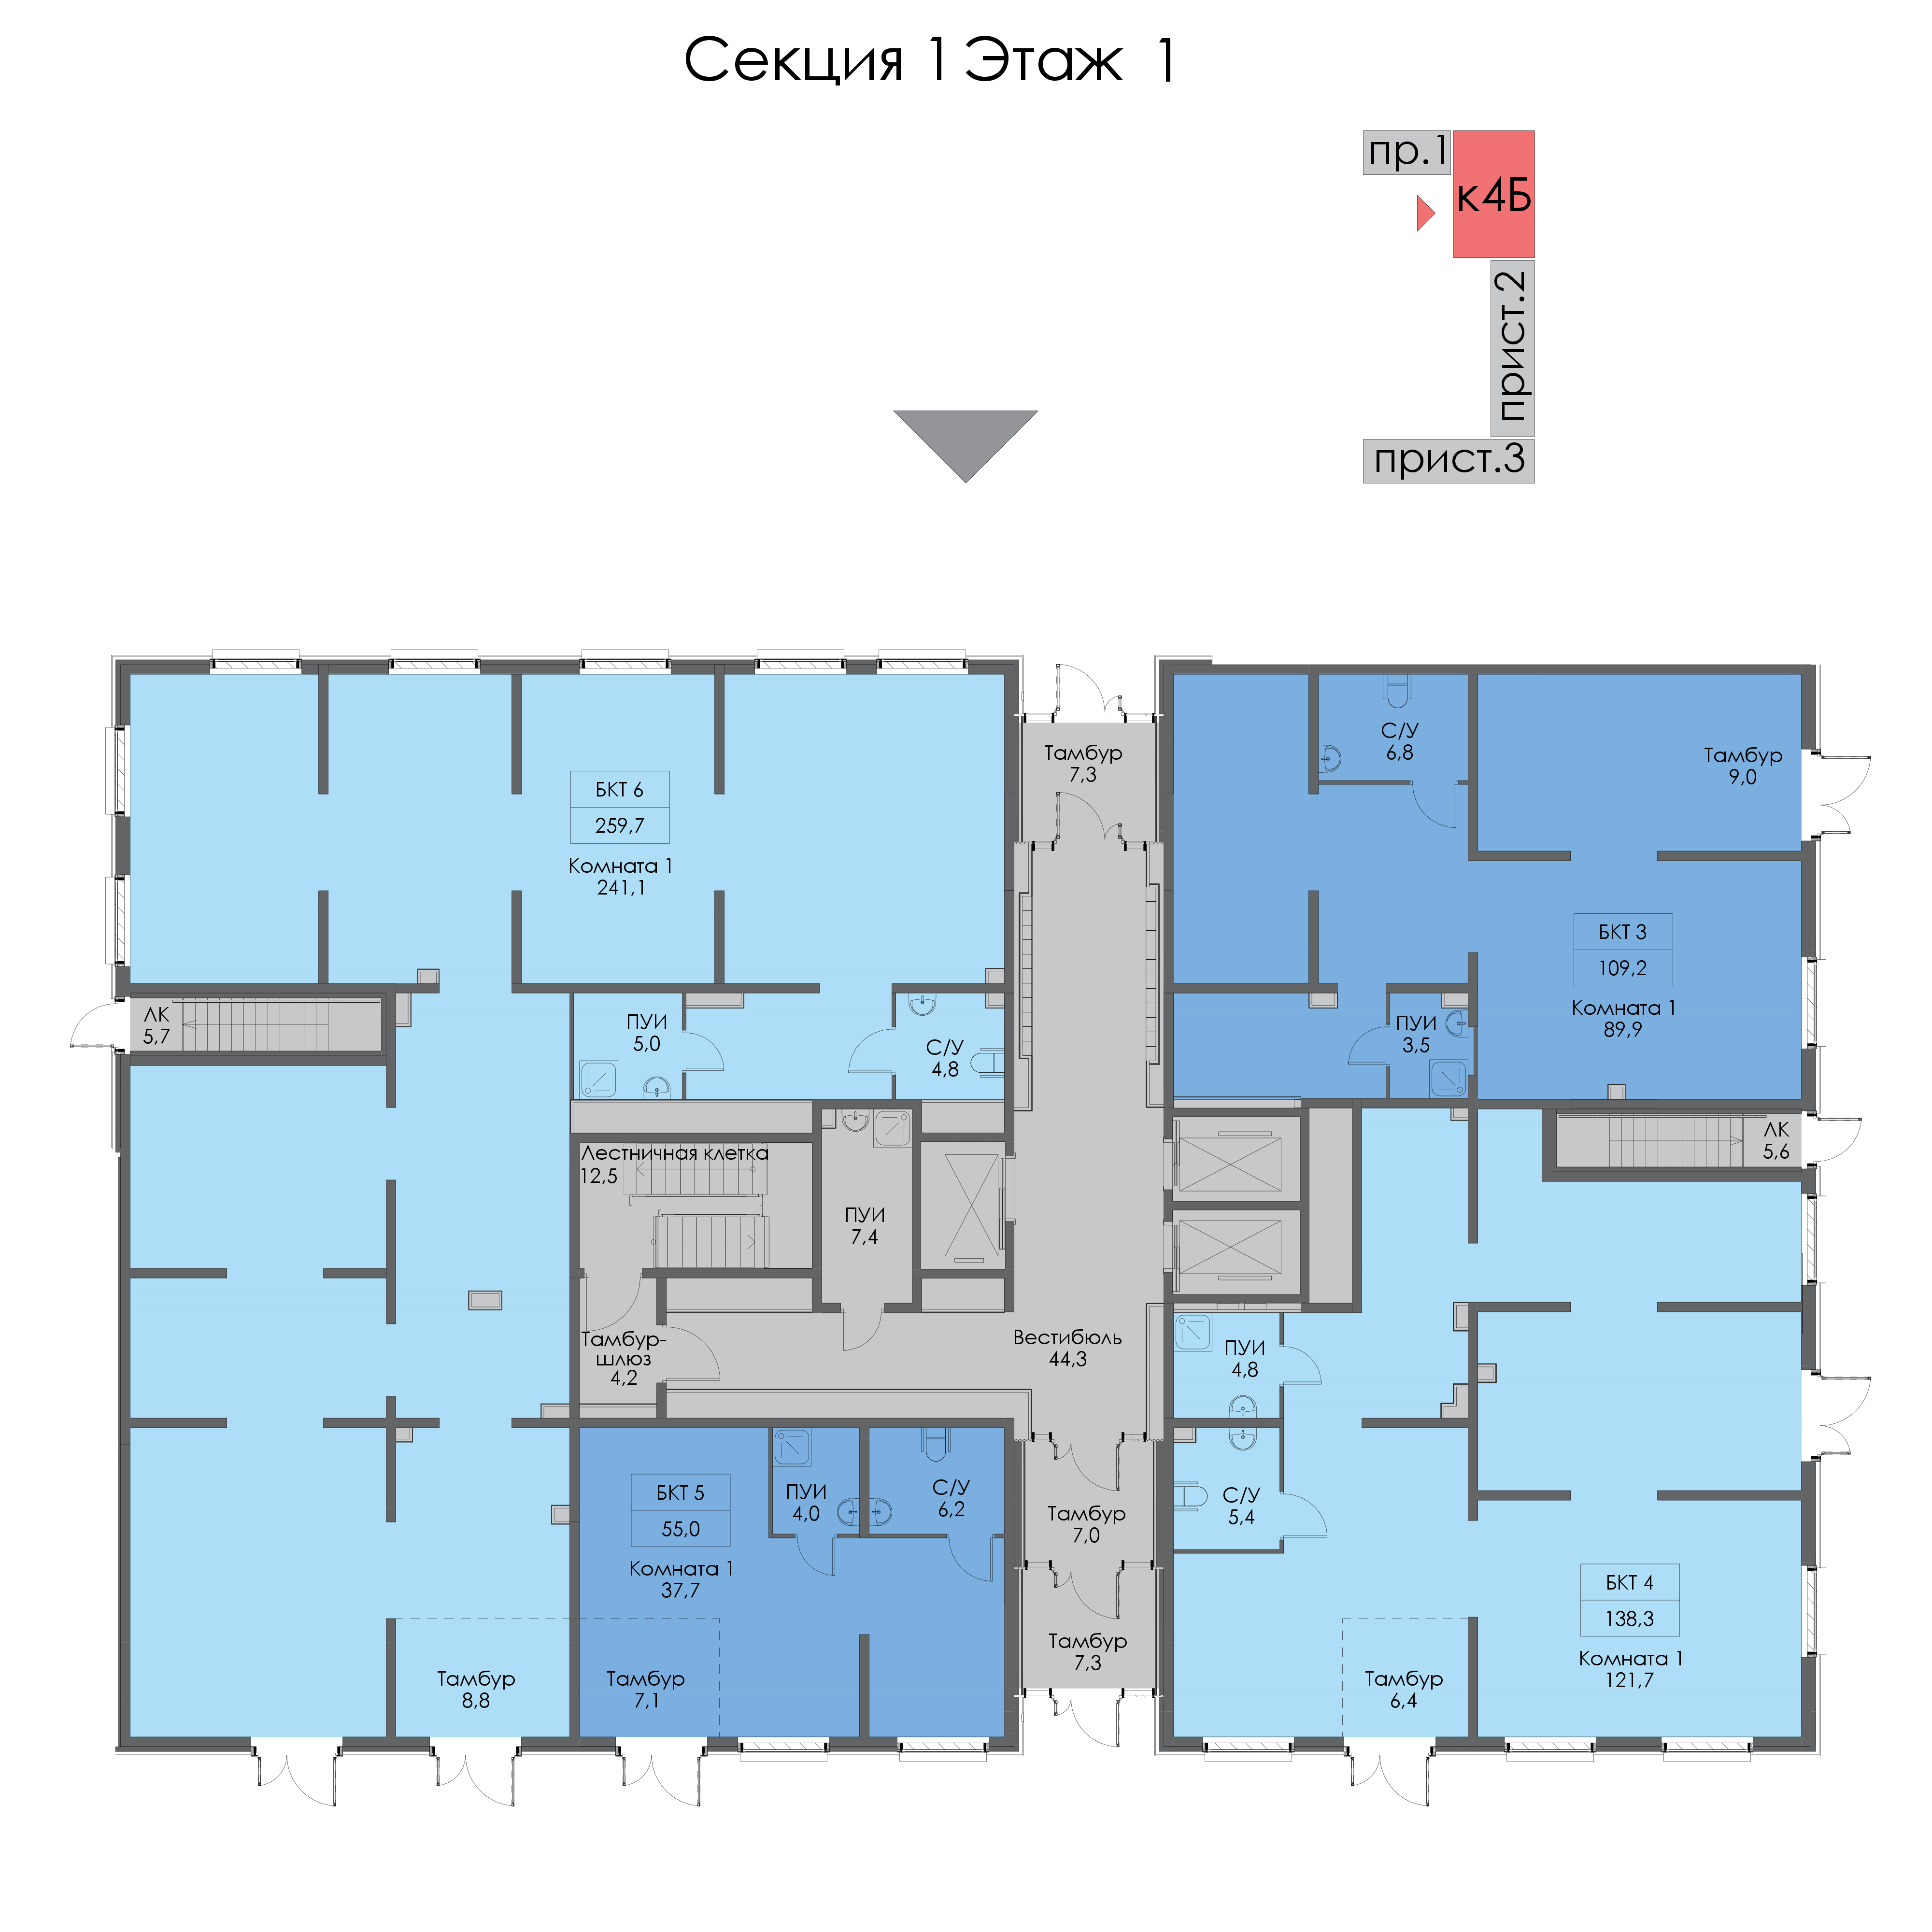 Секция 1 Этаж 1
пр.1
к4Б
прист.2
прист.3
Тамбур
7,3
С/У
6,8
Тамбур
9,0
БКТ 6
259,7
Комната 1
241,1
БКТ 3
109,2
Комната 1
89,9
ЛК
5,7
ПУИ
5,0
С/У
4,8
ПУИ
3,5
Лестничная клетка
12,5
ПУИ
7,4
ЛК
5,6
Тамбур-
шлюз
4,2
Вестибюль
44,3
ПУИ
4,8
БКТ 5
55,0
Комната 1
37,7
ПУИ
4,0
С/У
6,2
Тамбур
7,0
С/У
5,4
БКТ 4
138,3
Комната 1
121,7
Тамбур
8,8
Тамбур
7,1
Тамбур
7,3
Тамбур
6,4